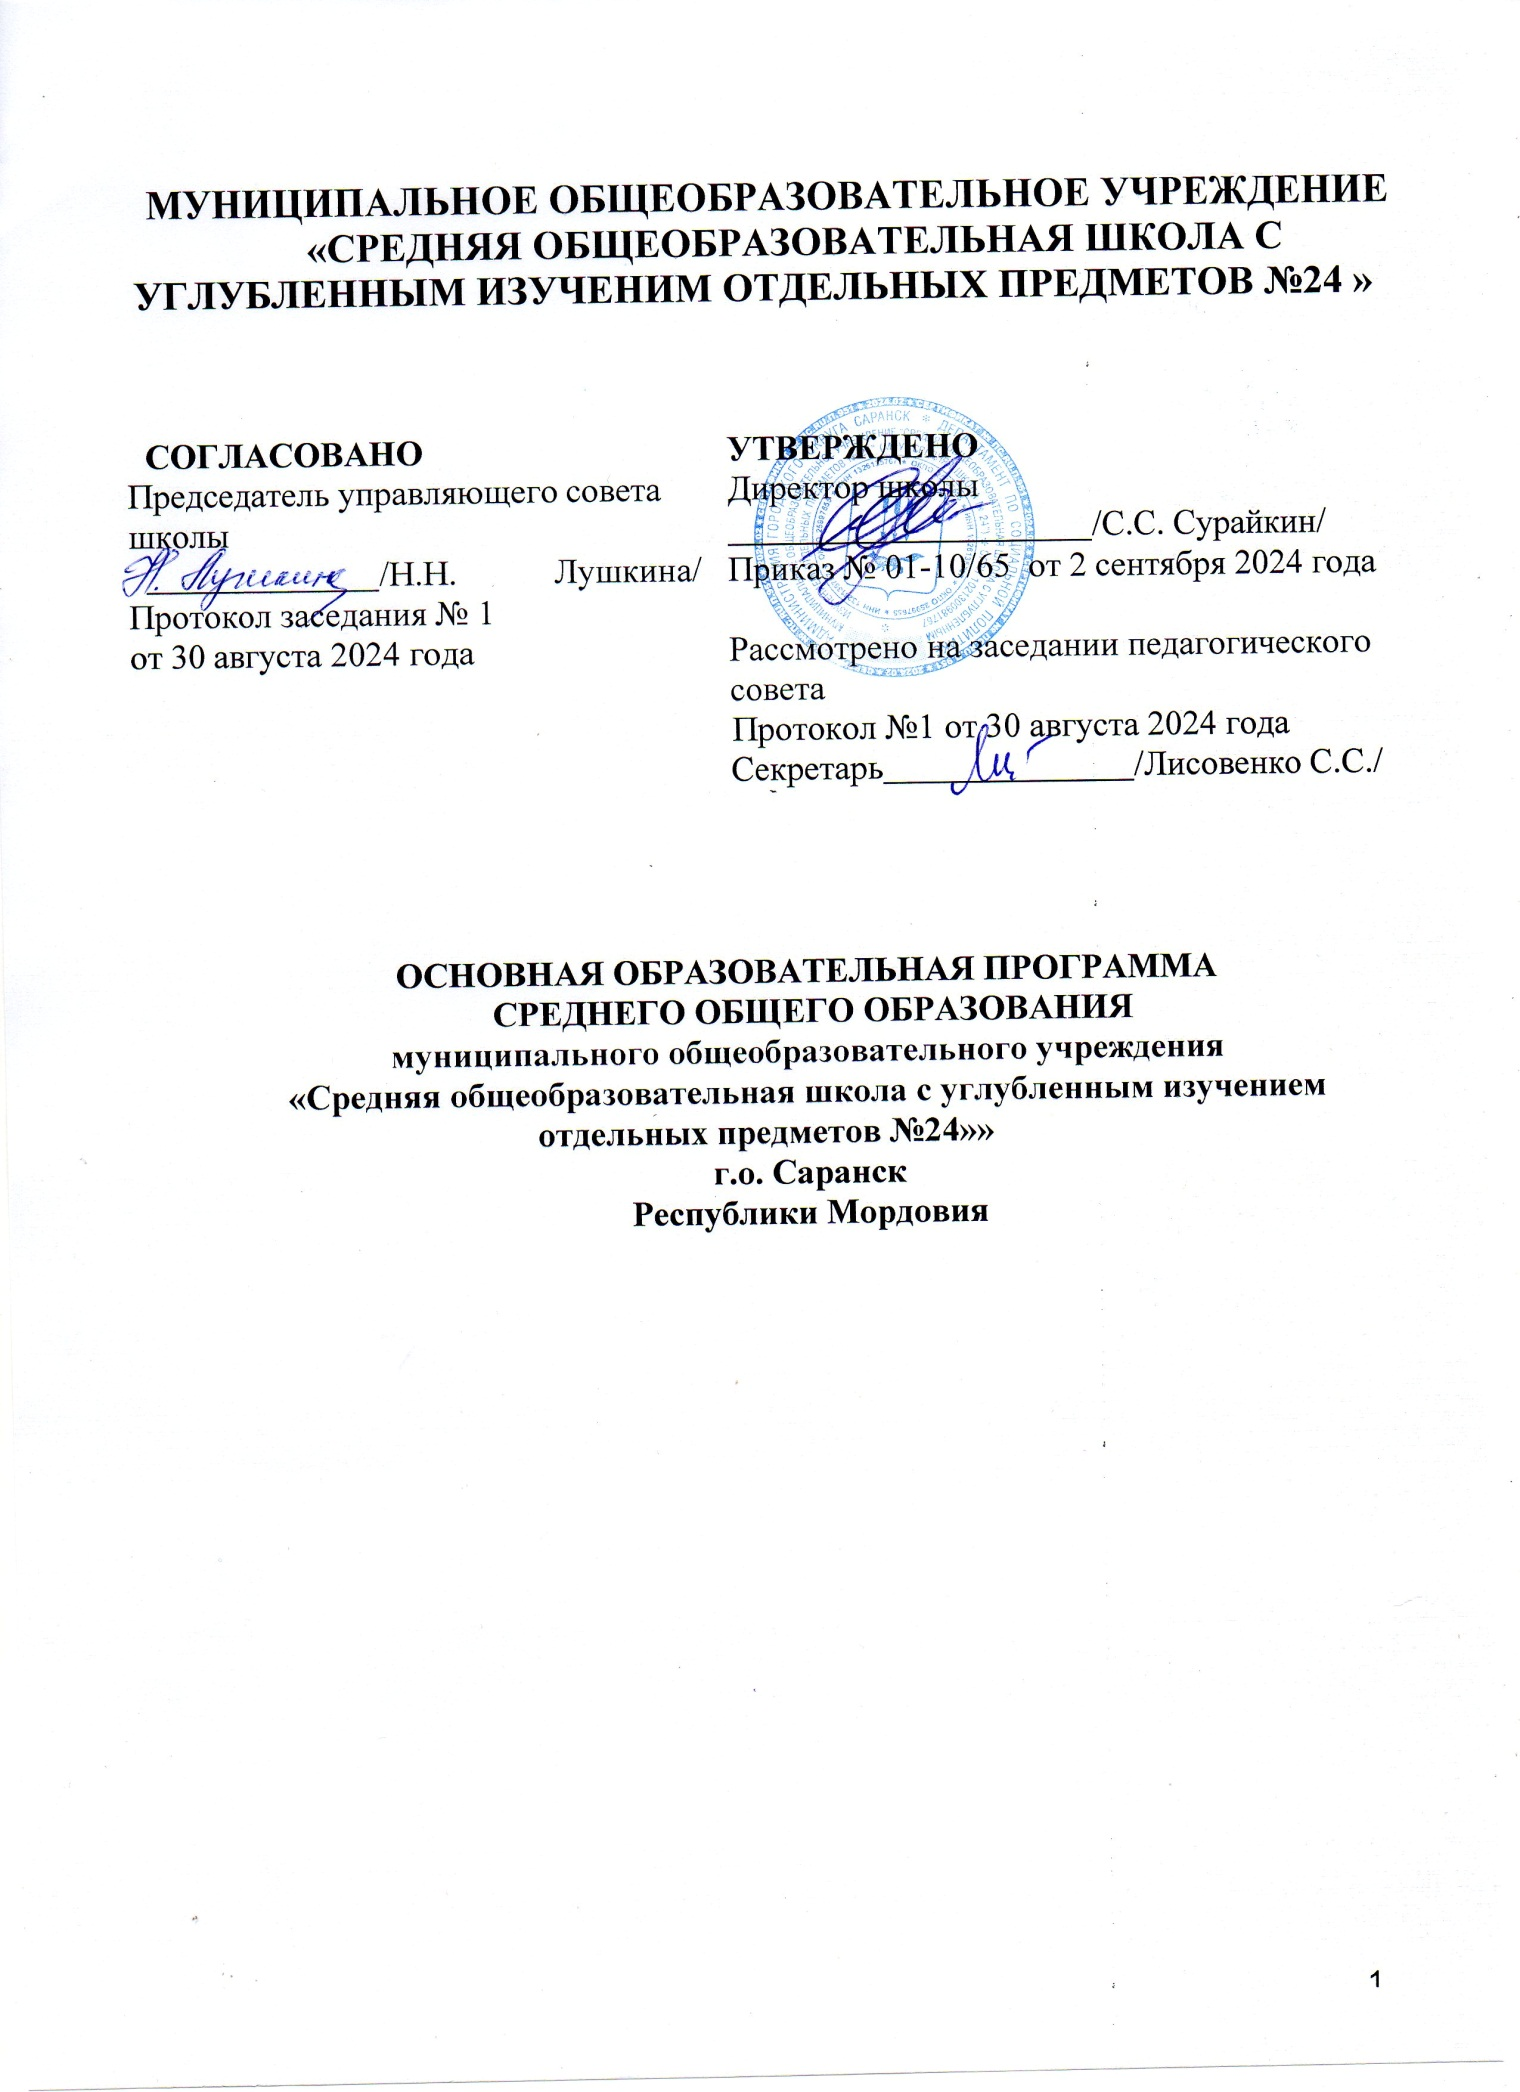 МУНИЦИПАЛЬНОЕ ОБЩЕОБРАЗОВАТЕЛЬНОЕ УЧРЕЖДЕНИЕ
«СРЕДНЯЯ ОБЩЕОБРАЗОВАТЕЛЬНАЯ ШКОЛА С
УГЛУБЛЕННЫМ ИЗУЧЕНИМ ОТДЕЛЬНЫХ ПРЕДМЕТОВ №24 »
СОГЛАСОВАНО
Председатель управляющего совета
школы
Н. Лушкина /Н.Н. Лушкина/
Протокол заседания № 1
от 30 августа 2024 года
УТВЕРЖДЕНО
Директор школы
/С.С. Сурайкин/
Приказ № 01-10/65 от 2 сентября 2024 года
Рассмотрено на заседании педагогического
совета
Протокол №1 от 30 августа 2024 года
Секретарь_______________/Лисовенко С.С./
ОСНОВНАЯ ОБРАЗОВАТЕЛЬНАЯ ПРОГРАММА
СРЕДНЕГО ОБЩЕГО ОБРАЗОВАНИЯ
муниципального общеобразовательного учреждения
«Средняя общеобразовательная школа с углубленным изучением
отдельных предметов №24»»
г.о. Саранск
Республики Мордовия
1